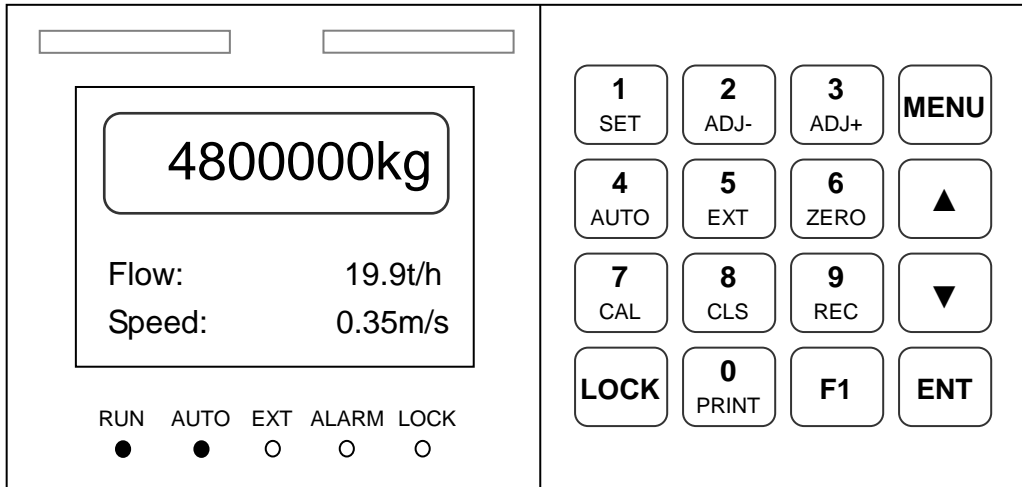 4800000kg
Flow: 19.9t/h
Speed: 0.35m/s
RUN AUTO EXT ALARM LOCK
1 2 3 MENU
SET ADJ- ADJ+
4 5 6 ▲
AUTO EXT ZERO
7 8 9 ▼
CAL CLS REC
LOCK 0 F1 ENT
PRINT